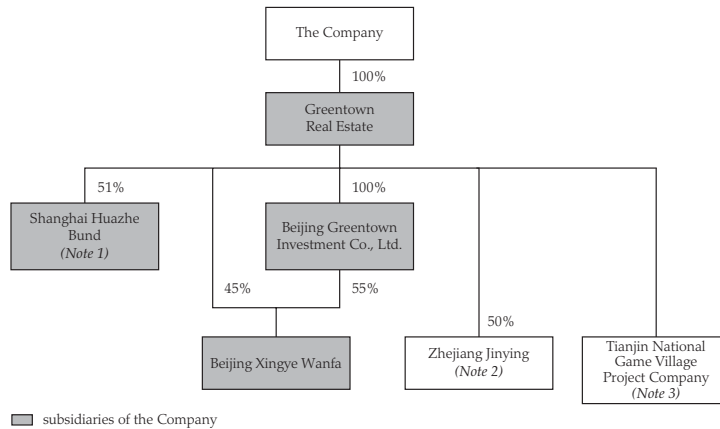 The Company
100%
Greentown
Real Estate
51%
100%
Shanghai Huazhe
Bund
(Note 1)
Beijing Greentown
Investment Co., Ltd.
45%
55%
50%
Beijing Xingye Wanfa
Zhejiang Jinying
(Note 2)
Tianjin National
Game Village
Project Company
(Note 3)
subsidiaries of the Company